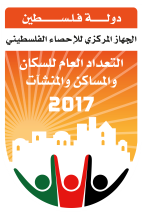 دولة فلسطين
الجهاز المركزي للإحصاء الفلسطيني
التعداد العام للسكان
والمساكن والمنشآت
2017